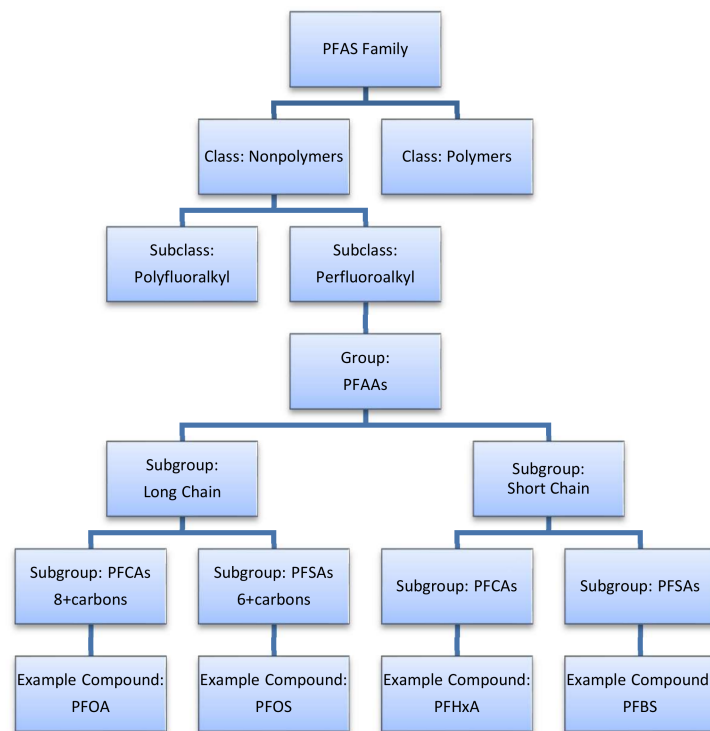 PFAS Family
Class: Nonpolymers
Class: Polymers
Subclass:
Polyfluoralkyl
Subclass:
Perfluoroalkyl
Group:
PFAAs
Subgroup:
Long Chain
Subgroup:
Short Chain
Subgroup: PFCAs
8+carbons
Subgroup: PFSAs
6+carbons
Subgroup: PFCAs
Subgroup: PFSAs
Example Compound:
PFOA
Example Compound:
PFOS
Example Compound:
PFHxA
Example Compound
PFBS